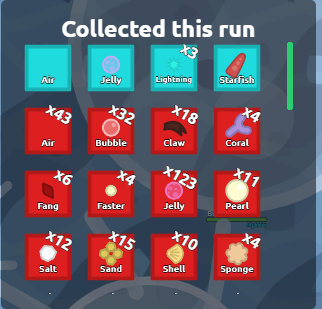 Collected this run
x3
Air Jelly Lightning Starfish
x43 x32 x18 x4
Air Bubble Claw Coral
x6 x4 x123 x11
Fang Faster Jelly Pearl
x12 x15 x10 x4
Salt Sand Shell Sponge